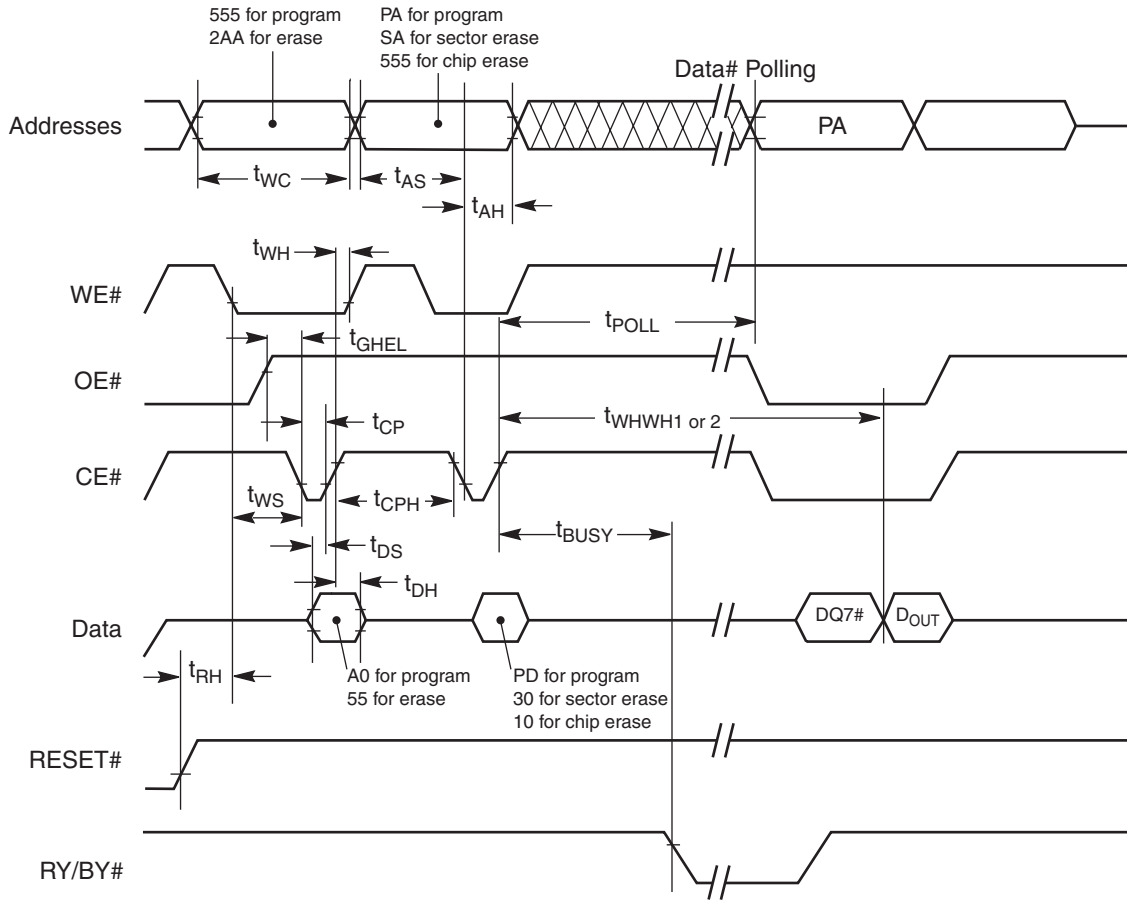 555 for program
2AA for erase
PA for program
SA for sector erase
555 for chip erase
Data# Polling
Addresses
PA
tWC
tAS
tAH
tWH
WE#
tPOLL
tGHEL
OE#
tWHWH1 or 2
tCP
CE#
tWS
tCPH
tBUSY
tDS
tDH
Data
DQ7#
DOUT
tRH
A0 for program
55 for erase
PD for program
30 for sector erase
10 for chip erase
RESET#
RY/BY#